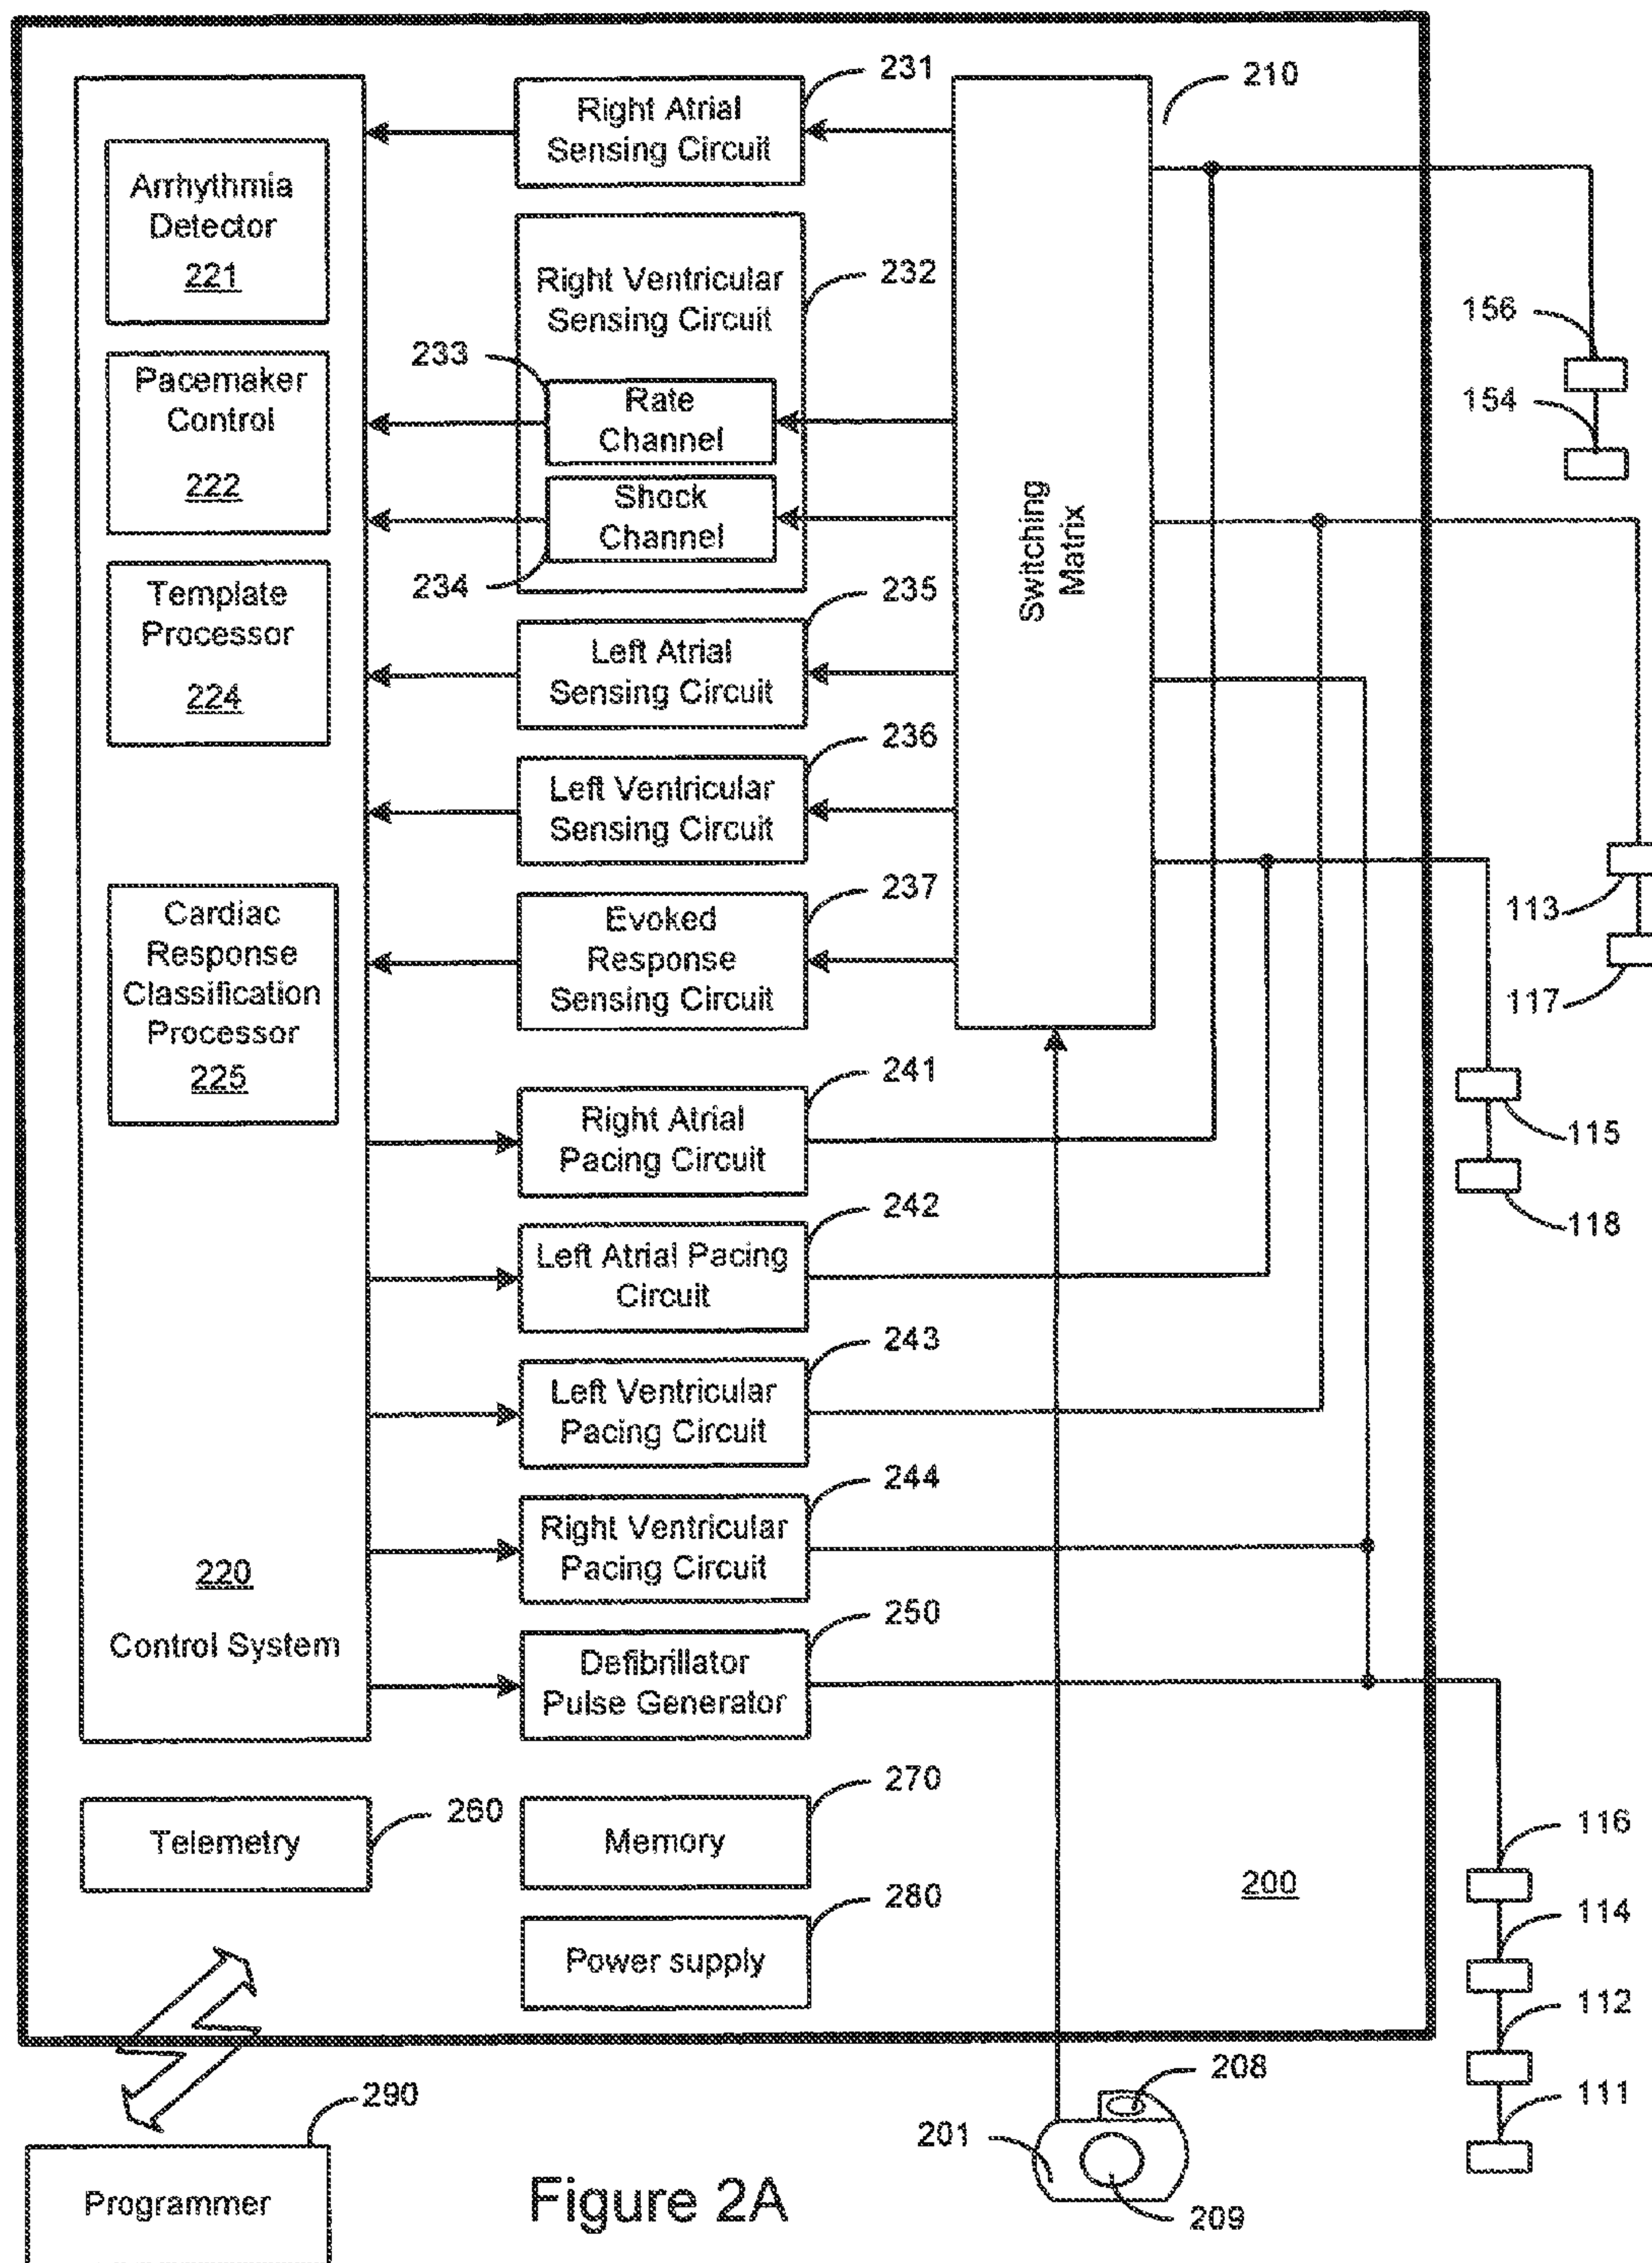 231
210
Right Atrial
Sensing Circuit
Arrhythmia
Detector
221
Right Ventricular
Sensing Circuit
232
156
233
Pacemaker
Control
222
Rate
Channel
154
Shock
Channel
234
Switching
Matrix
Template
Processor
224
235
Left Atrial
Sensing Circuit
236
Left Ventricular
Sensing Circuit
237
Cardiac
Response
Classification
Processor
225
Evoked
Response
Sensing Circuit
113
117
241
Right Atrial
Pacing Circuit
115
242
118
Left Atrial Pacing
Circuit
243
Left Ventricular
Pacing Circuit
244
Right Ventricular
Pacing Circuit
220
Control System
250
Defibrillator
Pulse Generator
270
260
Telemetry
Memory
116
280
200
114
Power supply
112
208
290
111
201
Programmer
Figure 2A
209